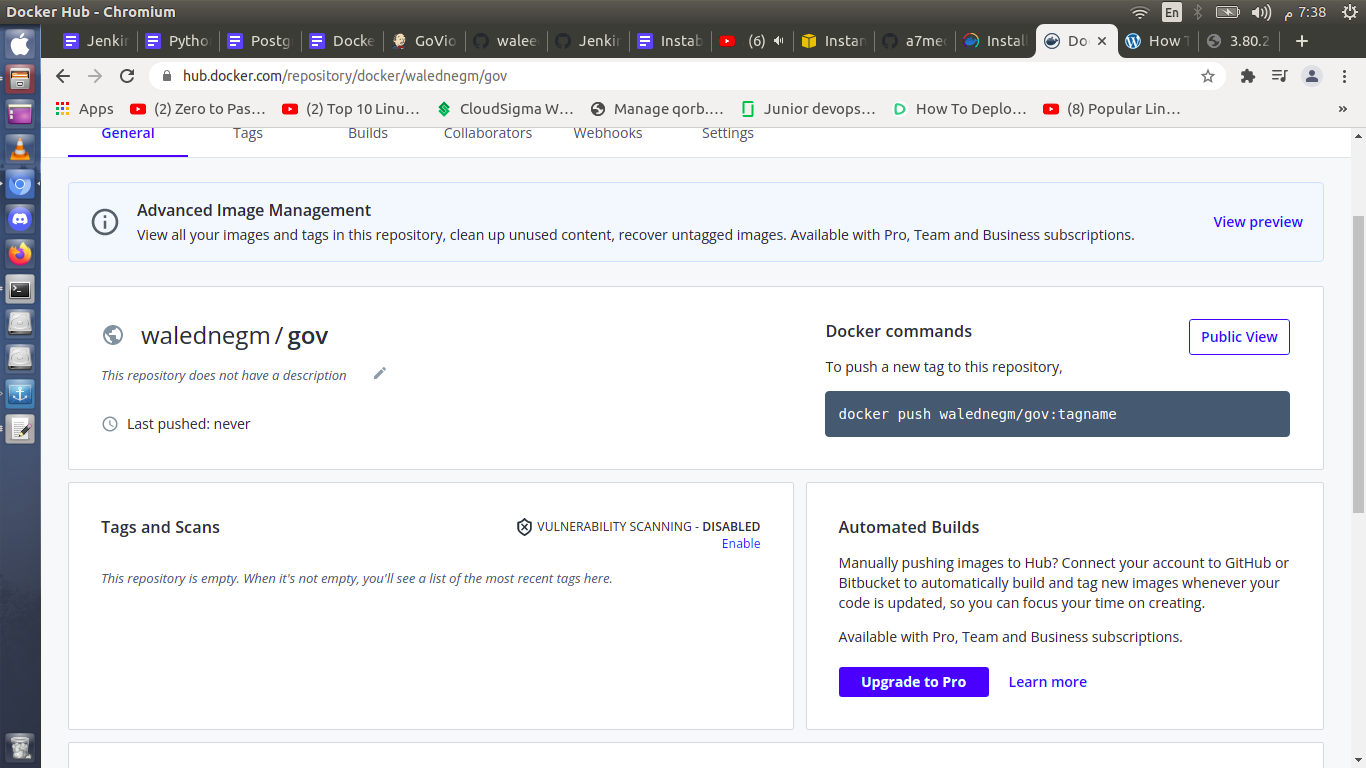 Docker Hub - Chromium
En
7:38 م
Jenkin
Pytho
Postg
Docke
GoVio
walee
Jenkin
Instab
(6)
Instan
a7med
Install
Do
How T
3.80.2
hub.docker.com/repository/docker/walednegm/gov
Apps
(2) Zero to Pas...
(2) Top 10 Linu...
CloudSigma W...
Manage qorb....
Junior devops...
How To Deplo...
(8) Popular Lin...
»
General
Tags
Builds
Collaborators
Webhooks
Settings
Advanced Image Management
View all your images and tags in this repository, clean up unused content, recover untagged images. Available with Pro, Team and Business subscriptions.
View preview
walednegm / gov
This repository does not have a description
Last pushed: never
Docker commands
Public View
To push a new tag to this repository,
docker push walednegm/gov:tagname
Tags and Scans
VULNERABILITY SCANNING - DISABLED
Enable
This repository is empty. When it's not empty, you'll see a list of the most recent tags here.
Automated Builds
Manually pushing images to Hub? Connect your account to GitHub or
Bitbucket to automatically build and tag new images whenever your
code is updated, so you can focus your time on creating.
Available with Pro, Team and Business subscriptions.
Upgrade to Pro
Learn more